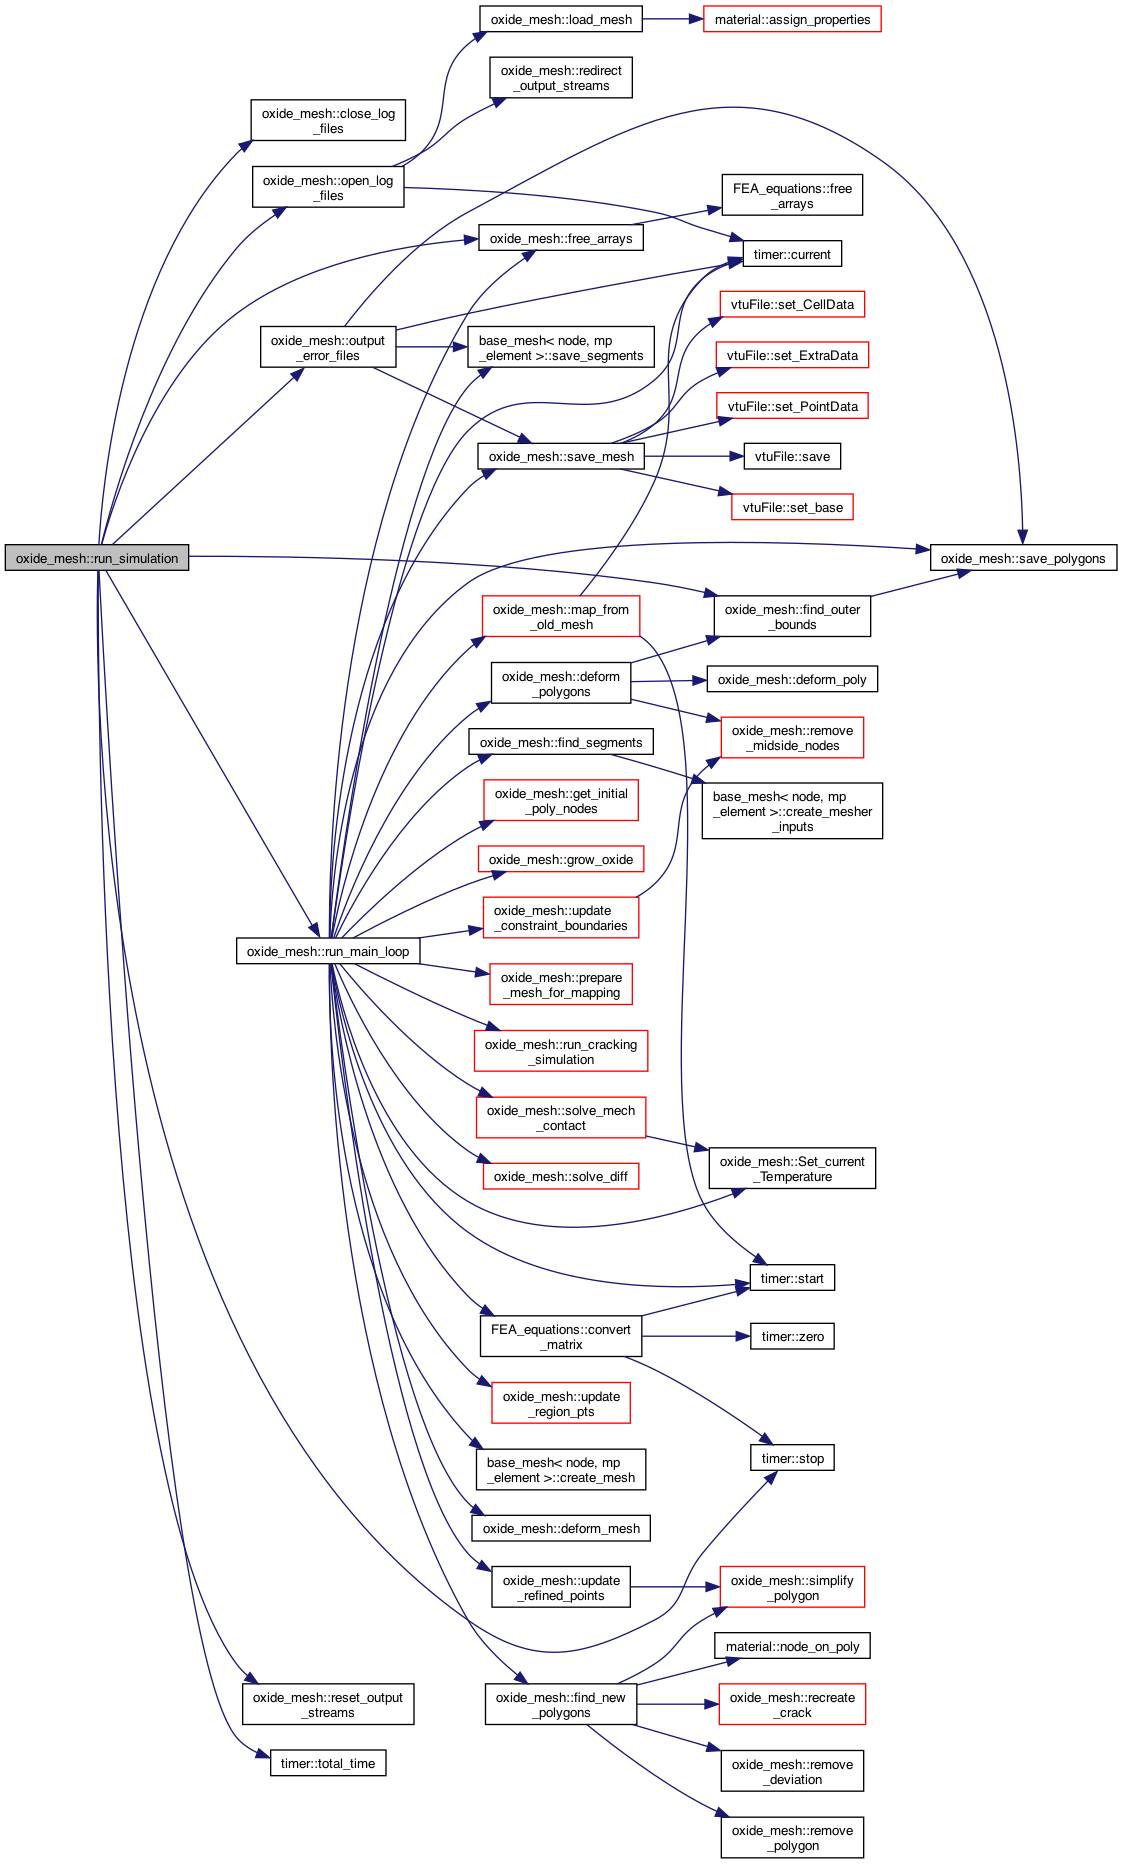 oxide_mesh::load_mesh
material::assign_properties
oxide_mesh::redirect
_output_streams
oxide_mesh::close_log
_files
oxide_mesh::open_log
_files
FEA_equations::free
_arrays
oxide_mesh::free_arrays
timer::current
vtuFile::set_CellData
oxide_mesh::output
_error_files
base_mesh< node, mp
_element >::save_segments
vtuFile::set_ExtraData
vtuFile::set_PointData
oxide_mesh::save_mesh
vtuFile::save
vtuFile::set_base
oxide_mesh::run_simulation
oxide_mesh::save_polygons
oxide_mesh::map_from
_old_mesh
oxide_mesh::find_outer
_bounds
oxide_mesh::deform
_polygons
oxide_mesh::deform_poly
oxide_mesh::find_segments
oxide_mesh::remove
_midside_nodes
oxide_mesh::get_initial
_poly_nodes
base_mesh< node, mp
_element >::create_mesher
_inputs
oxide_mesh::grow_oxide
oxide_mesh::update
_constraint_boundaries
oxide_mesh::run_main_loop
oxide_mesh::prepare
_mesh_for_mapping
oxide_mesh::run_cracking
_simulation
oxide_mesh::solve_mech
_contact
oxide_mesh::solve_diff
oxide_mesh::Set_current
_Temperature
timer::start
FEA_equations::convert
_matrix
timer::zero
oxide_mesh::update
_region_pts
timer::stop
base_mesh< node, mp
_element >::create_mesh
oxide_mesh::deform_mesh
oxide_mesh::update
_refined_points
oxide_mesh::simplify
_polygon
material::node_on_poly
oxide_mesh::reset_output
_streams
oxide_mesh::find_new
_polygons
oxide_mesh::recreate
_crack
timer::total_time
oxide_mesh::remove
_deviation
oxide_mesh::remove
_polygon